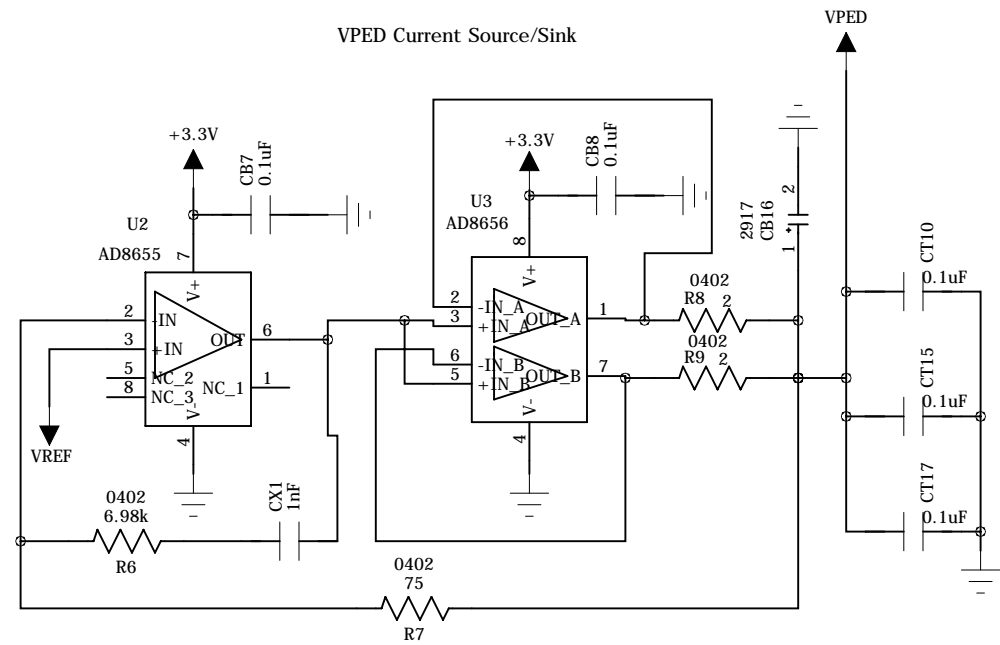 VPED Current Source/Sink
VPED
+3.3V
CB7
0.1uF
U2
AD8655
7
V+
2
-IN
3
+IN
5
NC_2
8
NC_3
OUT
6
NC_1
1
V-
4
VREF
+3.3V
CB8
0.1uF
U3
AD8656
8
V+
2
-IN_A
3
+IN_A
OUT_A
1
6
-IN_B
5
+IN_B
OUT_B
7
V-
4
0402
R8
2
0402
R9
2
2917
CB16
2
1
+
CT10
0.1uF
CT15
0.1uF
CT17
0.1uF
0402
6.98k
R6
CX1
1nF
0402
75
R7